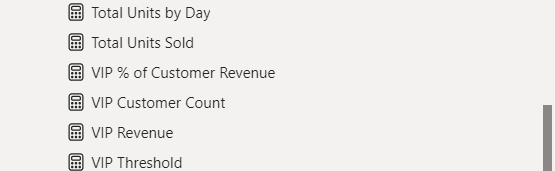 Total Units by Day
Total Units Sold
VIP % of Customer Revenue
VIP Customer Count
VIP Revenue
VIP Threshold